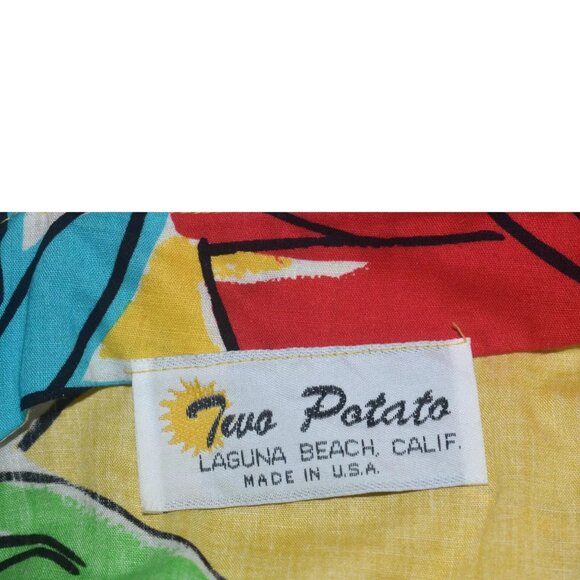 Two Potato
LAGUNA BEACH, CALIF.
MADE IN U.S.A.